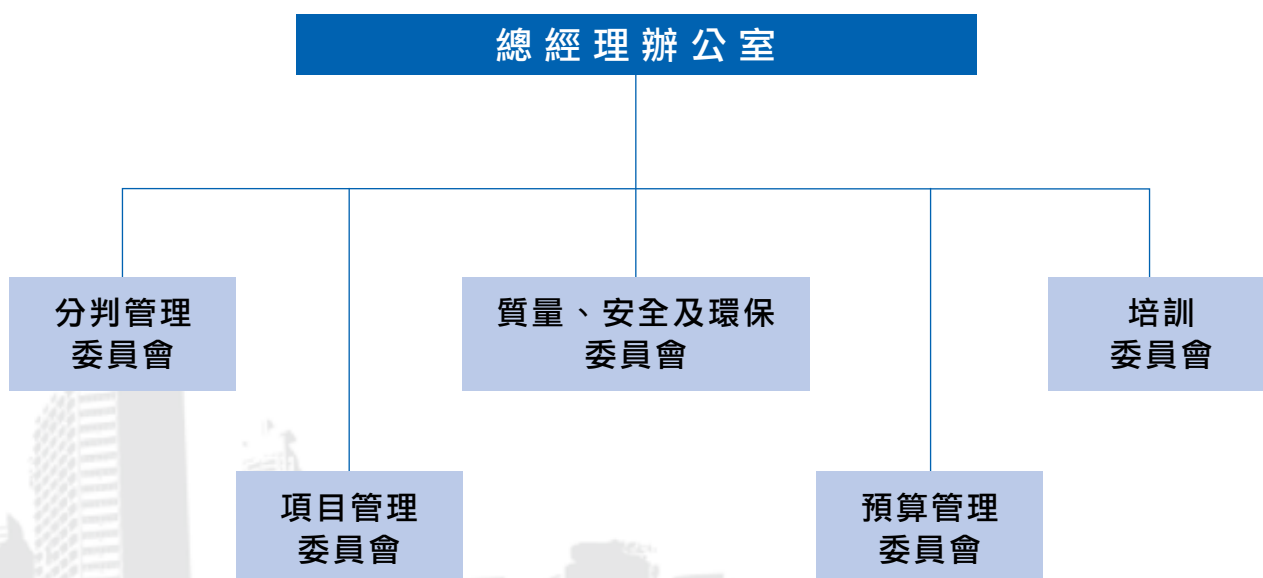 總經理辦公室
分判管理
委員會
質量、安全及環保
委員會
培訓
委員會
項目管理
委員會
預算管理
委員會